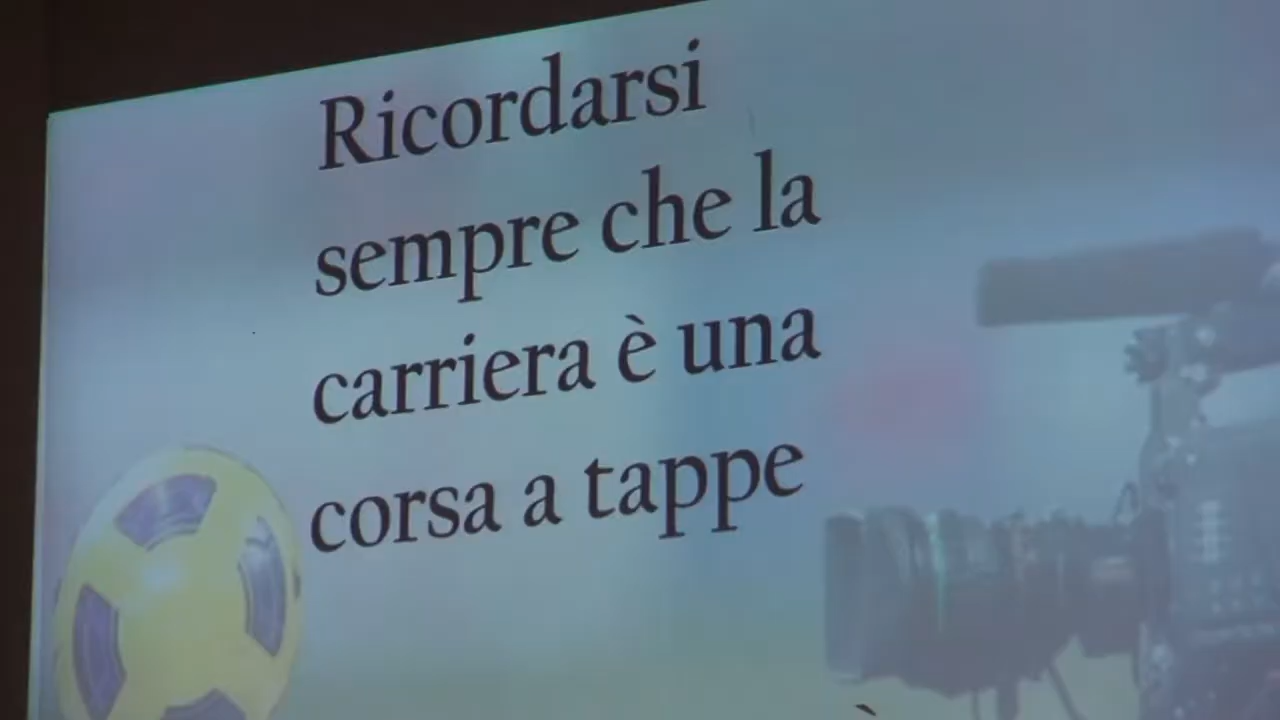 Ricordarsi
sempre che la
carriera è una
corsa a tappe